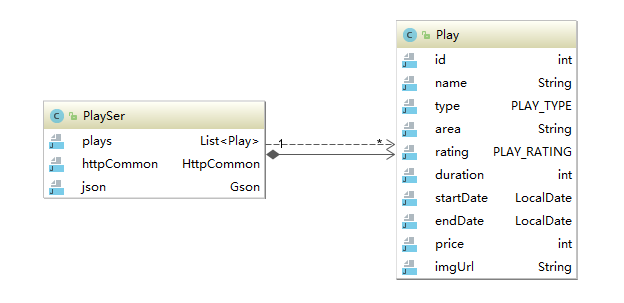 C PlaySer
plays List<Play>
httpCommon HttpCommon
json Gson
1 *
C Play
id int
name String
type PLAY_TYPE
area String
rating PLAY_RATING
duration int
startDate LocalDate
endDate LocalDate
price int
imgUrl String